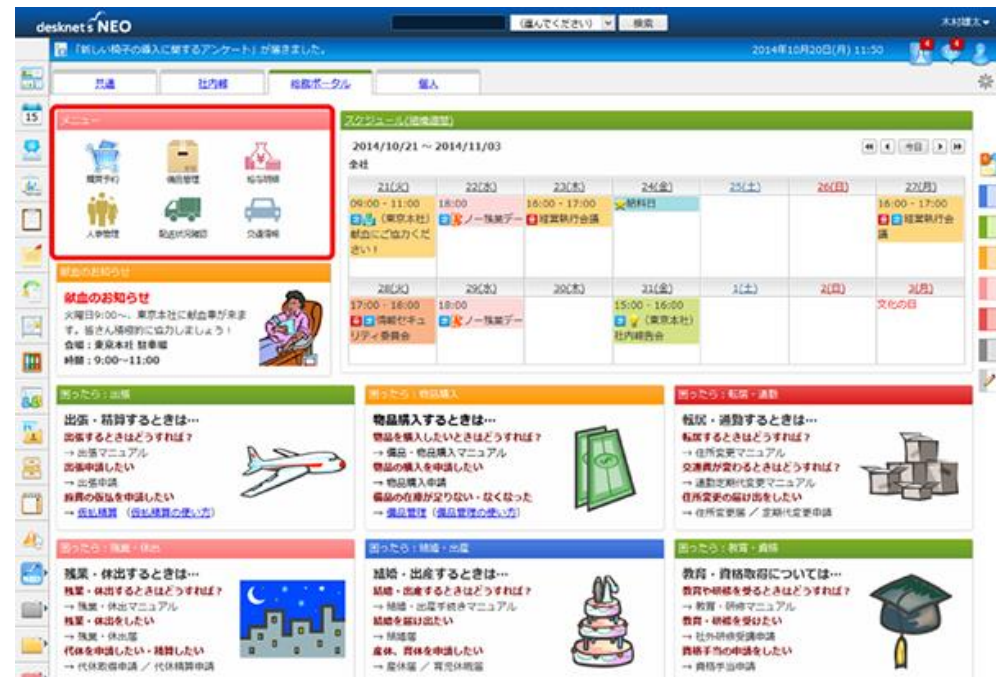 desknet's NEO
(選んでください)
検索
木村雄太
「新しい椅子の導入に関するアンケート」が届きました。
2014年10月20日(月) 11:50
共通
社内報
総務ポータル
個人
メニュー
購買予約
備品管理
給与明細
人事管理
配送状況確認
交通情報
献血のお知らせ
献血のお知らせ
火曜日9:00~、東京本社に献血車が来ま
す。皆さん積極的に協力しましょう!
会場:東京本社 駐車場
時間:9:00~11:00
スケジュール(組織週間)
2014/10/21 ~ 2014/11/03
今日
全社
21(火)
22(水)
23(木)
24(金)
25(土)
26(日)
27(月)
09:00 - 11:00
(東京本社)
献血にご協力くだ
さい!
18:00
ノー残業デー
16:00 - 17:00
経営執行会議
給料日
16:00 - 17:00
経営執行会
議
28(火)
29(水)
30(木)
31(金)
1(土)
2(日)
3(月)
17:00 - 18:00
情報セキュ
リティ委員会
18:00
ノー残業デー
15:00 - 16:00
(東京本社)
社内報告会
文化の日
困ったら:出張
出張・精算するときは…
出張するときはどうすれば?
→ 出張マニュアル
出張申請したい
→ 出張申請
旅費の仮払を申請したい
→ 仮払精算 (仮払精算の使い方)
困ったら:物品購入
物品購入するときは…
物品を購入したいときはどうすれば?
→ 備品・物品購入マニュアル
物品の購入を申請したい
→ 物品購入申請
備品の在庫が足りない・なくなった
→ 備品管理 (備品管理の使い方)
困ったら:転居・通勤
転居・通勤するときは…
転居するときはどうすれば?
→ 住所変更マニュアル
交通費が変わるときはどうすれば?
→ 通勤定期代変更マニュアル
住所変更の届け出をしたい
→ 住所変更届 / 定期代変更申請
困ったら:残業・休出
残業・休出するときは…
残業・休出するときはどうすれば?
→ 残業・休出マニュアル
残業・休出をしたい
→ 残業・休出届
代休を申請したい・精算したい
→ 代休取得申請 / 代休精算申請
困ったら:結婚・出産
結婚・出産するときは…
結婚・出産するときはどうすれば?
→ 結婚・出産手続きマニュアル
結婚を届け出たい
→ 結婚届
産休、育休を申請したい
→ 産休届 / 育児休暇届
困ったら:教育・資格
教育・資格取得については…
教育や研修を受けるときはどうすれば?
→ 教育・研修マニュアル
教育・研修を受けたい
→ 社外研修受講申請
資格手当の申請をしたい
→ 資格手当申請